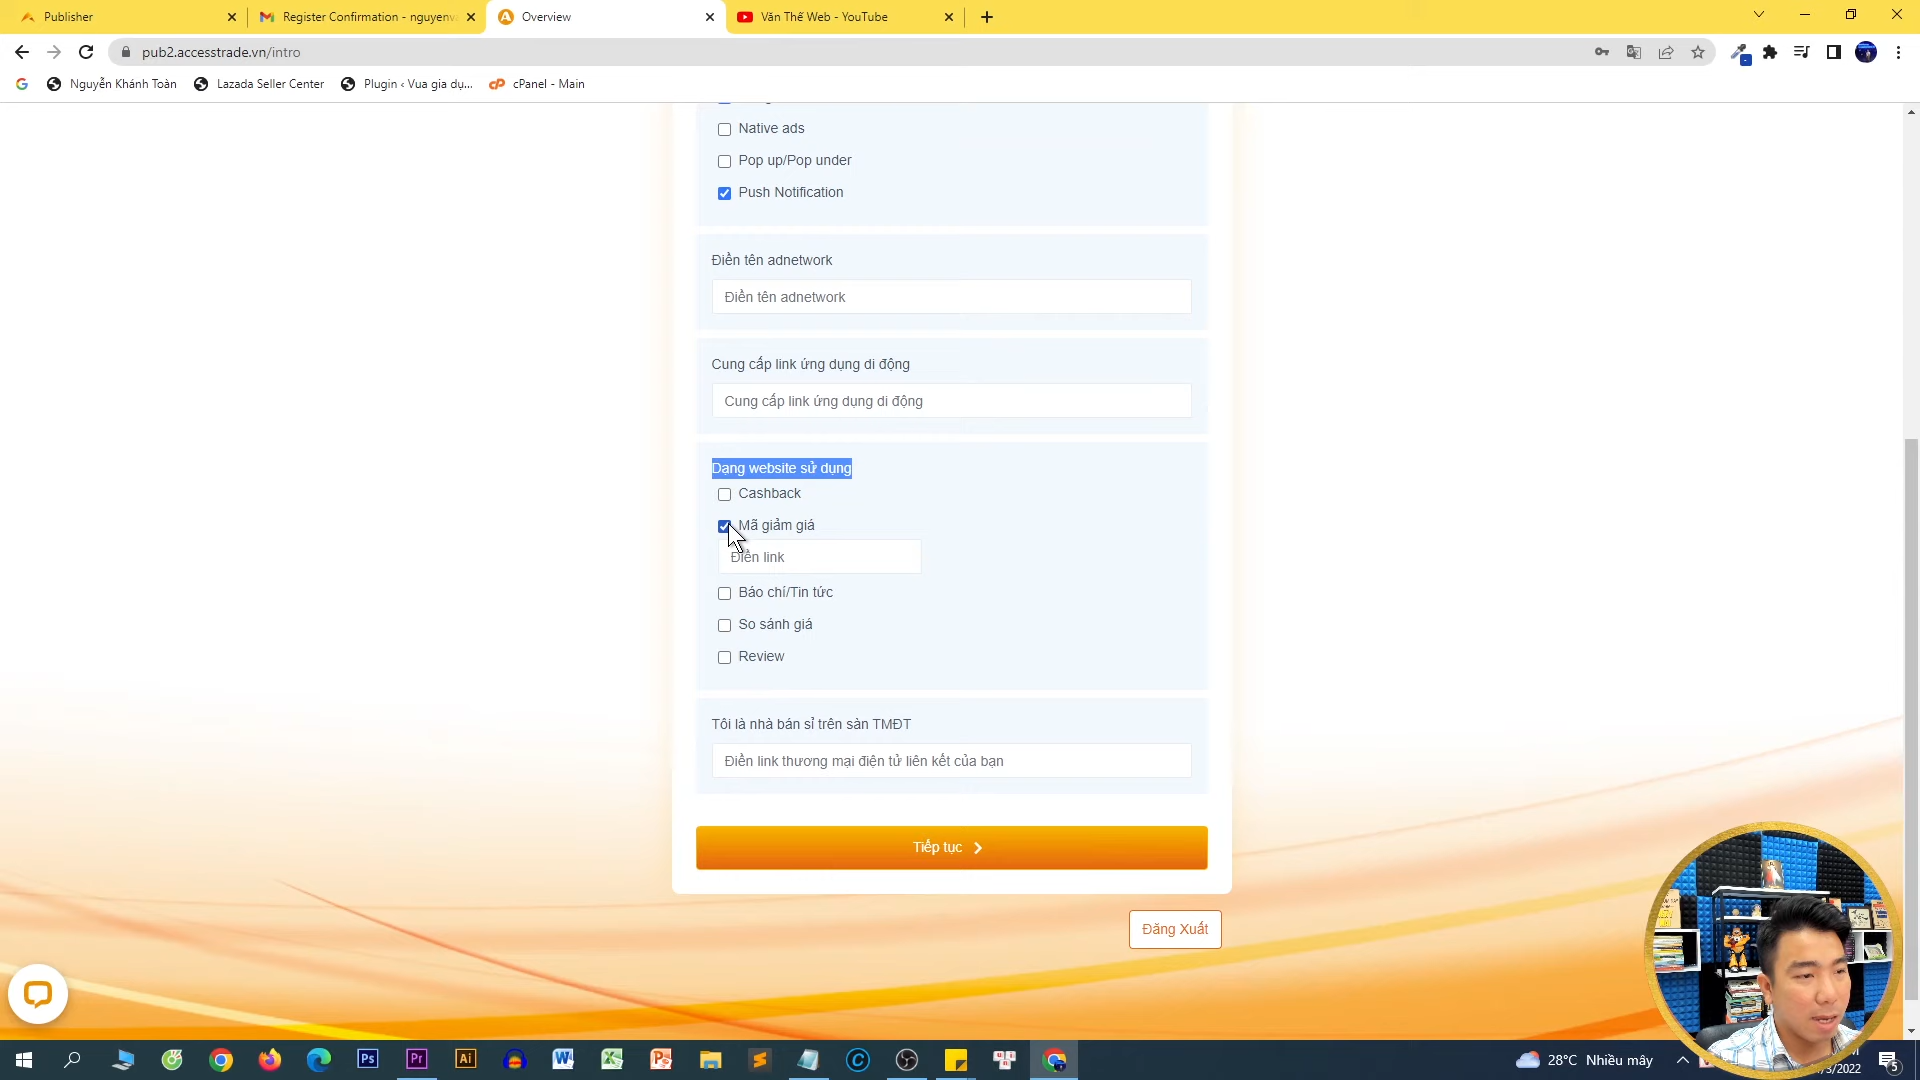 Publisher
Register Confirmation - nguyenv
Overview
Văn Thế Web - YouTube
pub2.accesstrade.vn/intro
Nguyễn Khánh Toàn
Lazada Seller Center
Plugin ‹ Vua gia dụ...
cPanel - Main
Native ads
Pop up/Pop under
Push Notification
Điền tên adnetwork
Điền tên adnetwork
Cung cấp link ứng dụng di động
Cung cấp link ứng dụng di động
Dạng website sử dụng
Cashback
Mã giảm giá
Điền link
Báo chí/Tin tức
So sánh giá
Review
Tôi là nhà bán sỉ trên sàn TMĐT
Điền link thương mại điện tử liên kết của bạn
Tiếp tục
Đăng Xuất
28°C Nhiều mây
/3/2022
5